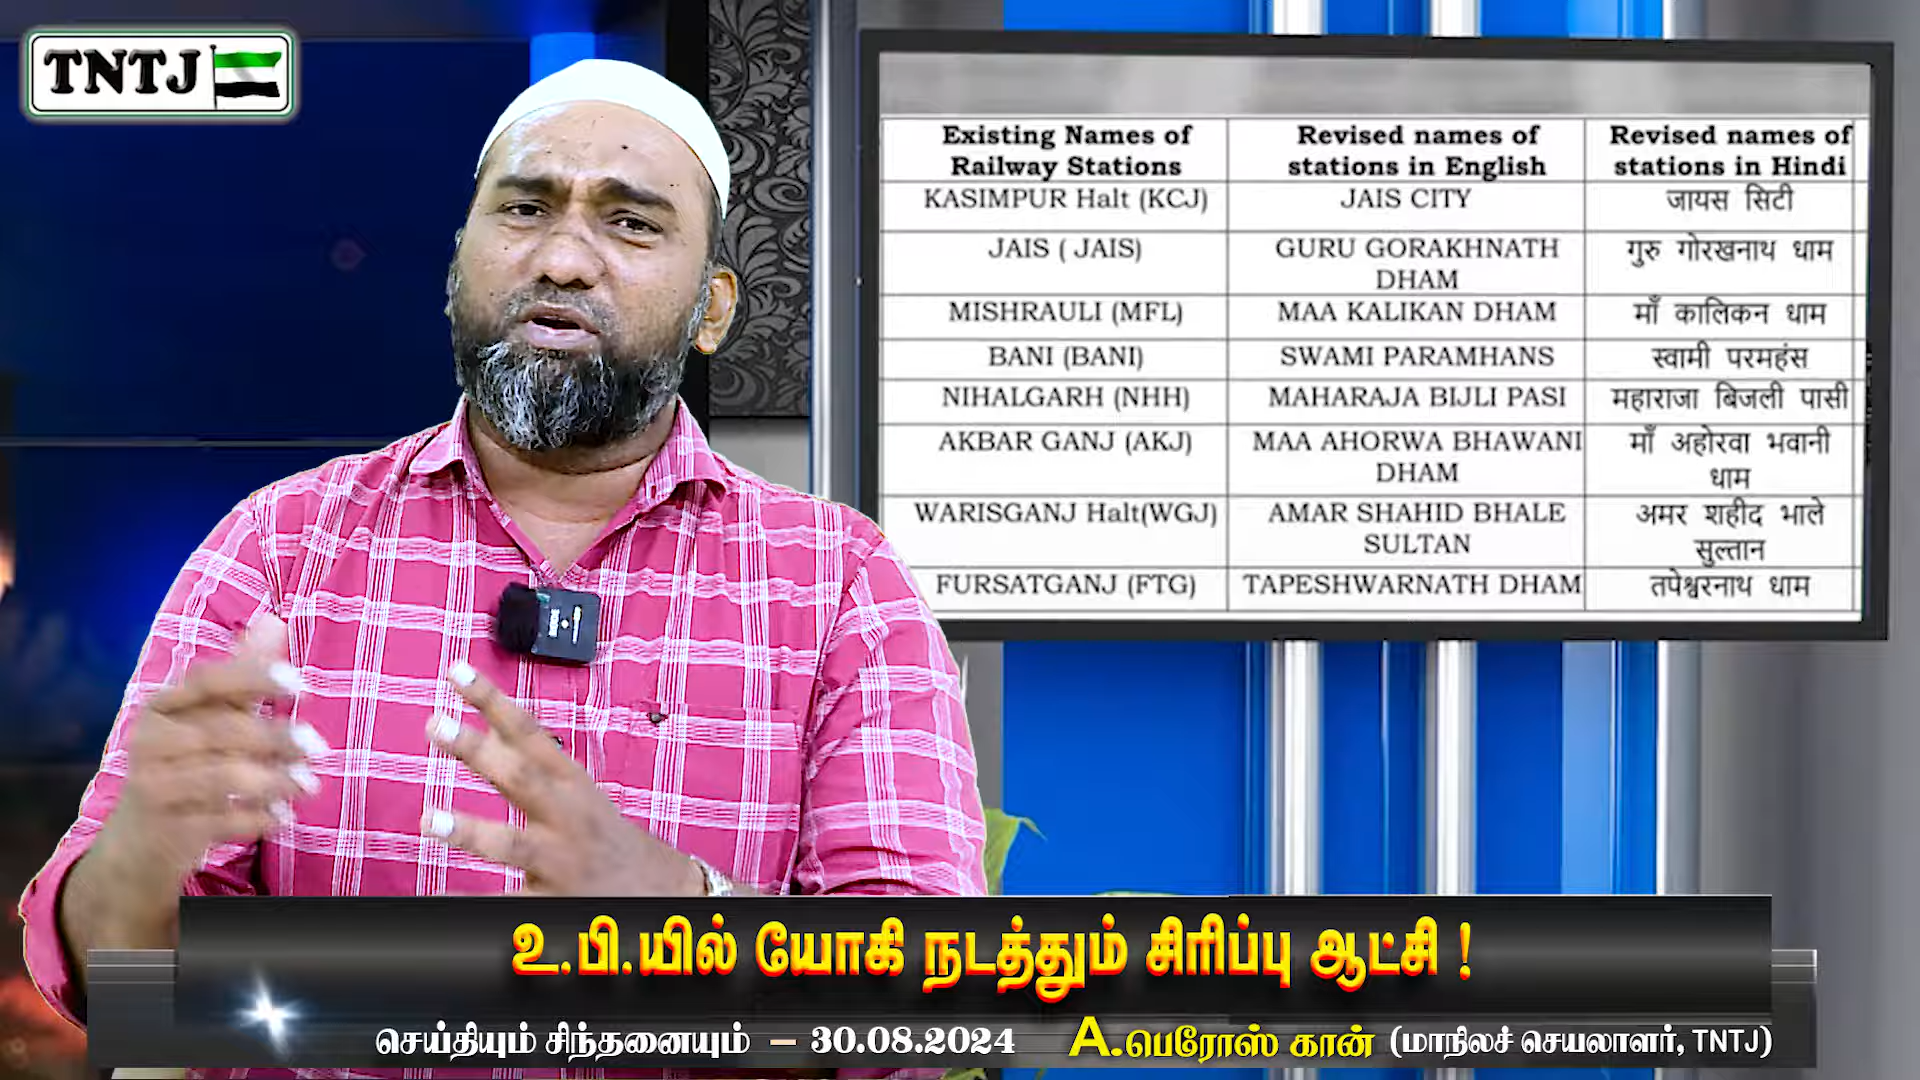 TNTJ
Existing Names of Railway Stations
Revised names of stations in English
Revised names of stations in Hindi
KASIMPUR Halt (KCJ)
JAIS CITY
जायस सिटी
JAIS ( JAIS)
GURU GORAKHNATH DHAM
गुरु गोरखनाथ धाम
MISHRAULI (MFL)
MAA KALIKAN DHAM
माँ कालिकन धाम
BANI (BANI)
SWAMI PARAMHANS
स्वामी परमहंस
NIHALGARH (NHH)
MAHARAJA BIJLI PASI
महाराजा बिजली पासी
AKBAR GANJ (AKJ)
MAA AHORWA BHAWANI DHAM
माँ अहोरवा भवानी धाम
WARISGANJ Halt(WGJ)
AMAR SHAHID BHALE SULTAN
अमर शहीद भाले सुल्तान
FURSATGANJ (FTG)
TAPESHWARNATH DHAM
तपेश्वरनाथ धाम
உ.பி.யில் யோகி நடத்தும் சிரிப்பு ஆட்சி !
செய்தியும் சிந்தனையும் – 30.08.2024 A.பெரோஸ் கான் (மாநிலச் செயலாளர், TNTJ)